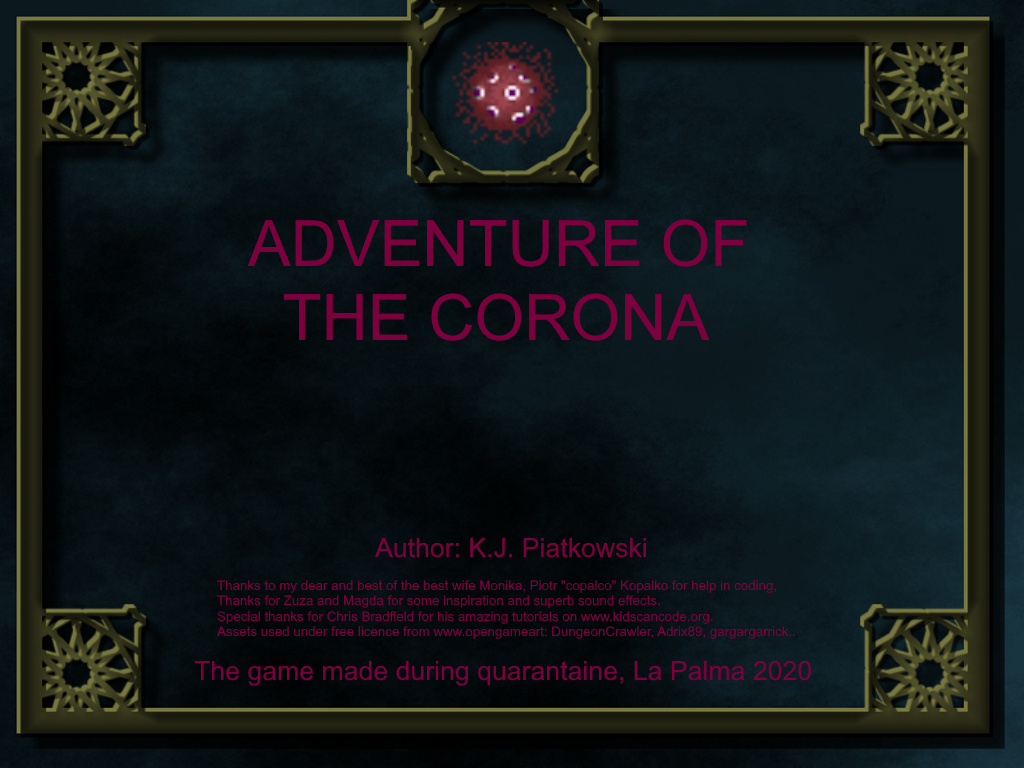 ADVENTURE OF
THE CORONA
Author: K.J. Piatkowski
Thanks to my dear and best of the best wife Monika, Piotr "copalco" Kopalko for help in coding,
Thanks for Zuza and Magda for some inspiration and superb sound effects.
Special thanks for Chris Bradfield for his amazing tutorials on www.kidscancode.org.
Assets used under free licence from www.opengameart: DungeonCrawler, Adrix89, gargargarrick..
The game made during quarantaine, La Palma 2020